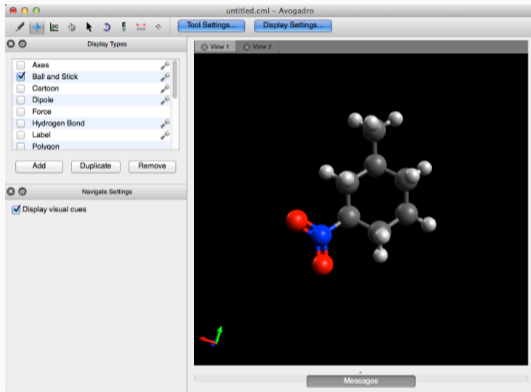 untitled.cml – Avogadro
Tool Settings... Display Settings...
Display Types
Axes
Ball and Stick
Cartoon
Dipole
Force
Hydrogen Bond
Label
Polygon
Add Duplicate Remove
Navigate Settings
Display visual cues
View 1 View 2
Messages